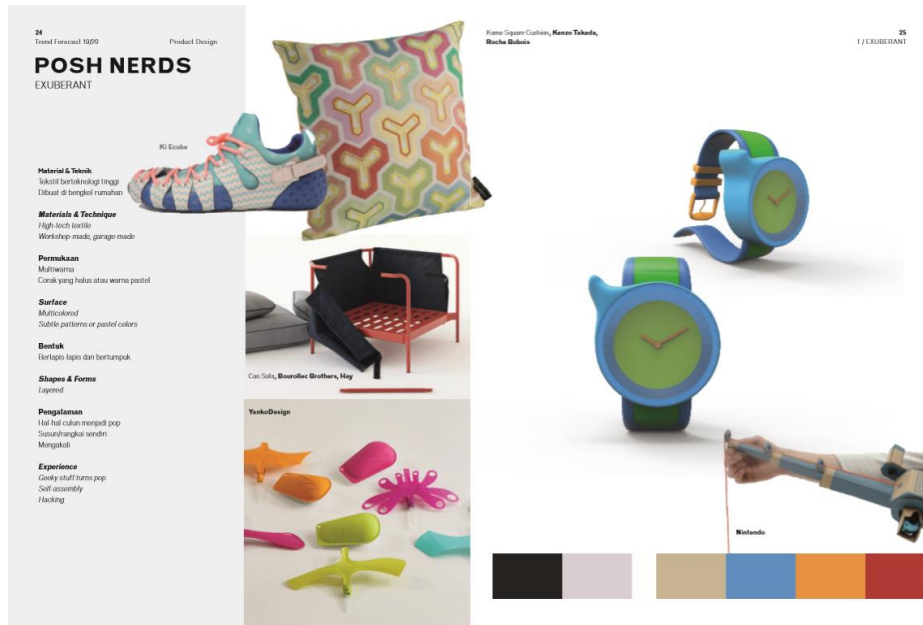 24
Trend Forecast 19/20 Product Design
POSH NERDS
EXUBERANT
Material & Teknik
Tekstil berteknologi tinggi
Dibuat di bengkel rumahan
Materials & Technique
High-tech textile
Workshop-made, garage-made
Permukaan
Multiwarna
Corak yang halus atau warna pastel
Surface
Multicolored
Subtle patterns or pastel colors
Bentuk
Berlapis-lapis dan bertumpuk
Shapes & Forms
Layered
Pengalaman
Hal-hal culun menjadi pop
Susun/rangkai sendiri
Mengakali
Experience
Geeky stuff turns pop
Self-assembly
Hacking
Ki Ecobe
Can Sofa, Bourollec Brothers, Hay
YankoDesign
Kame Square Cushion, Kenzo Takada,
Roche Bobois
25
1 / EXUBERANT
Nintendo